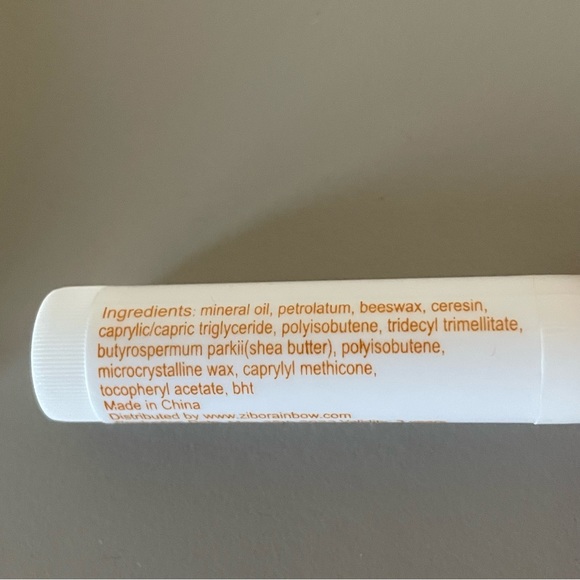 Ingredients: mineral oil, petrolatum, beeswax, ceresin,
caprylic/capric triglyceride, polyisobutene, tridecyl trimellitate,
butyrospermum parkii(shea butter), polyisobutene,
microcrystalline wax, caprylyl methicone,
tocopheryl acetate, bht
Made in China
Distributed by www.ziborainbow.com